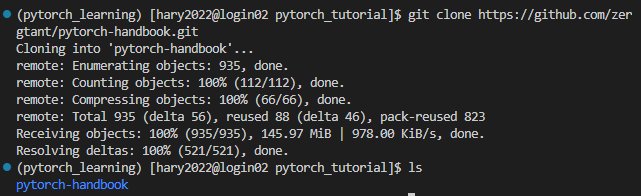 (pytorch_learning) [hary2022@login02 pytorch_tutorial]$ git clone https://github.com/zer
gtant/pytorch-handbook.git
Cloning into 'pytorch-handbook'...
remote: Enumerating objects: 935, done.
remote: Counting objects: 100% (112/112), done.
remote: Compressing objects: 100% (66/66), done.
remote: Total 935 (delta 56), reused 88 (delta 46), pack-reused 823
Receiving objects: 100% (935/935), 145.97 MiB | 978.00 KiB/s, done.
Resolving deltas: 100% (521/521), done.
(pytorch_learning) [hary2022@login02 pytorch_tutorial]$ ls
pytorch-handbook